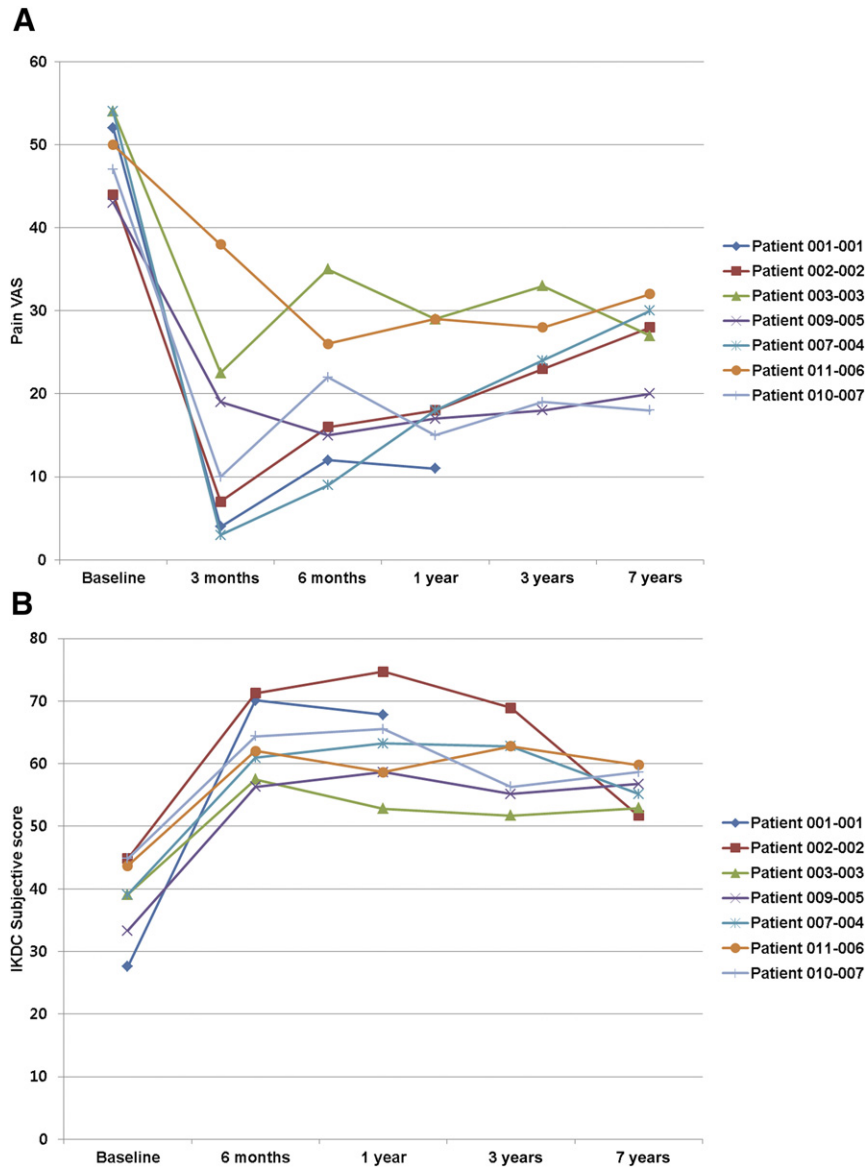 A
60
50
40
30
20
10
0
Pain VAS
Baseline 3 months 6 months 1 year 3 years 7 years
Patient 001-001
Patient 002-002
Patient 003-003
Patient 009-005
Patient 007-004
Patient 011-006
Patient 010-007
B
80
70
60
50
40
30
20
10
0
IKDC Subjective score
Baseline 6 months 1 year 3 years 7 years
Patient 001-001
Patient 002-002
Patient 003-003
Patient 009-005
Patient 007-004
Patient 011-006
Patient 010-007